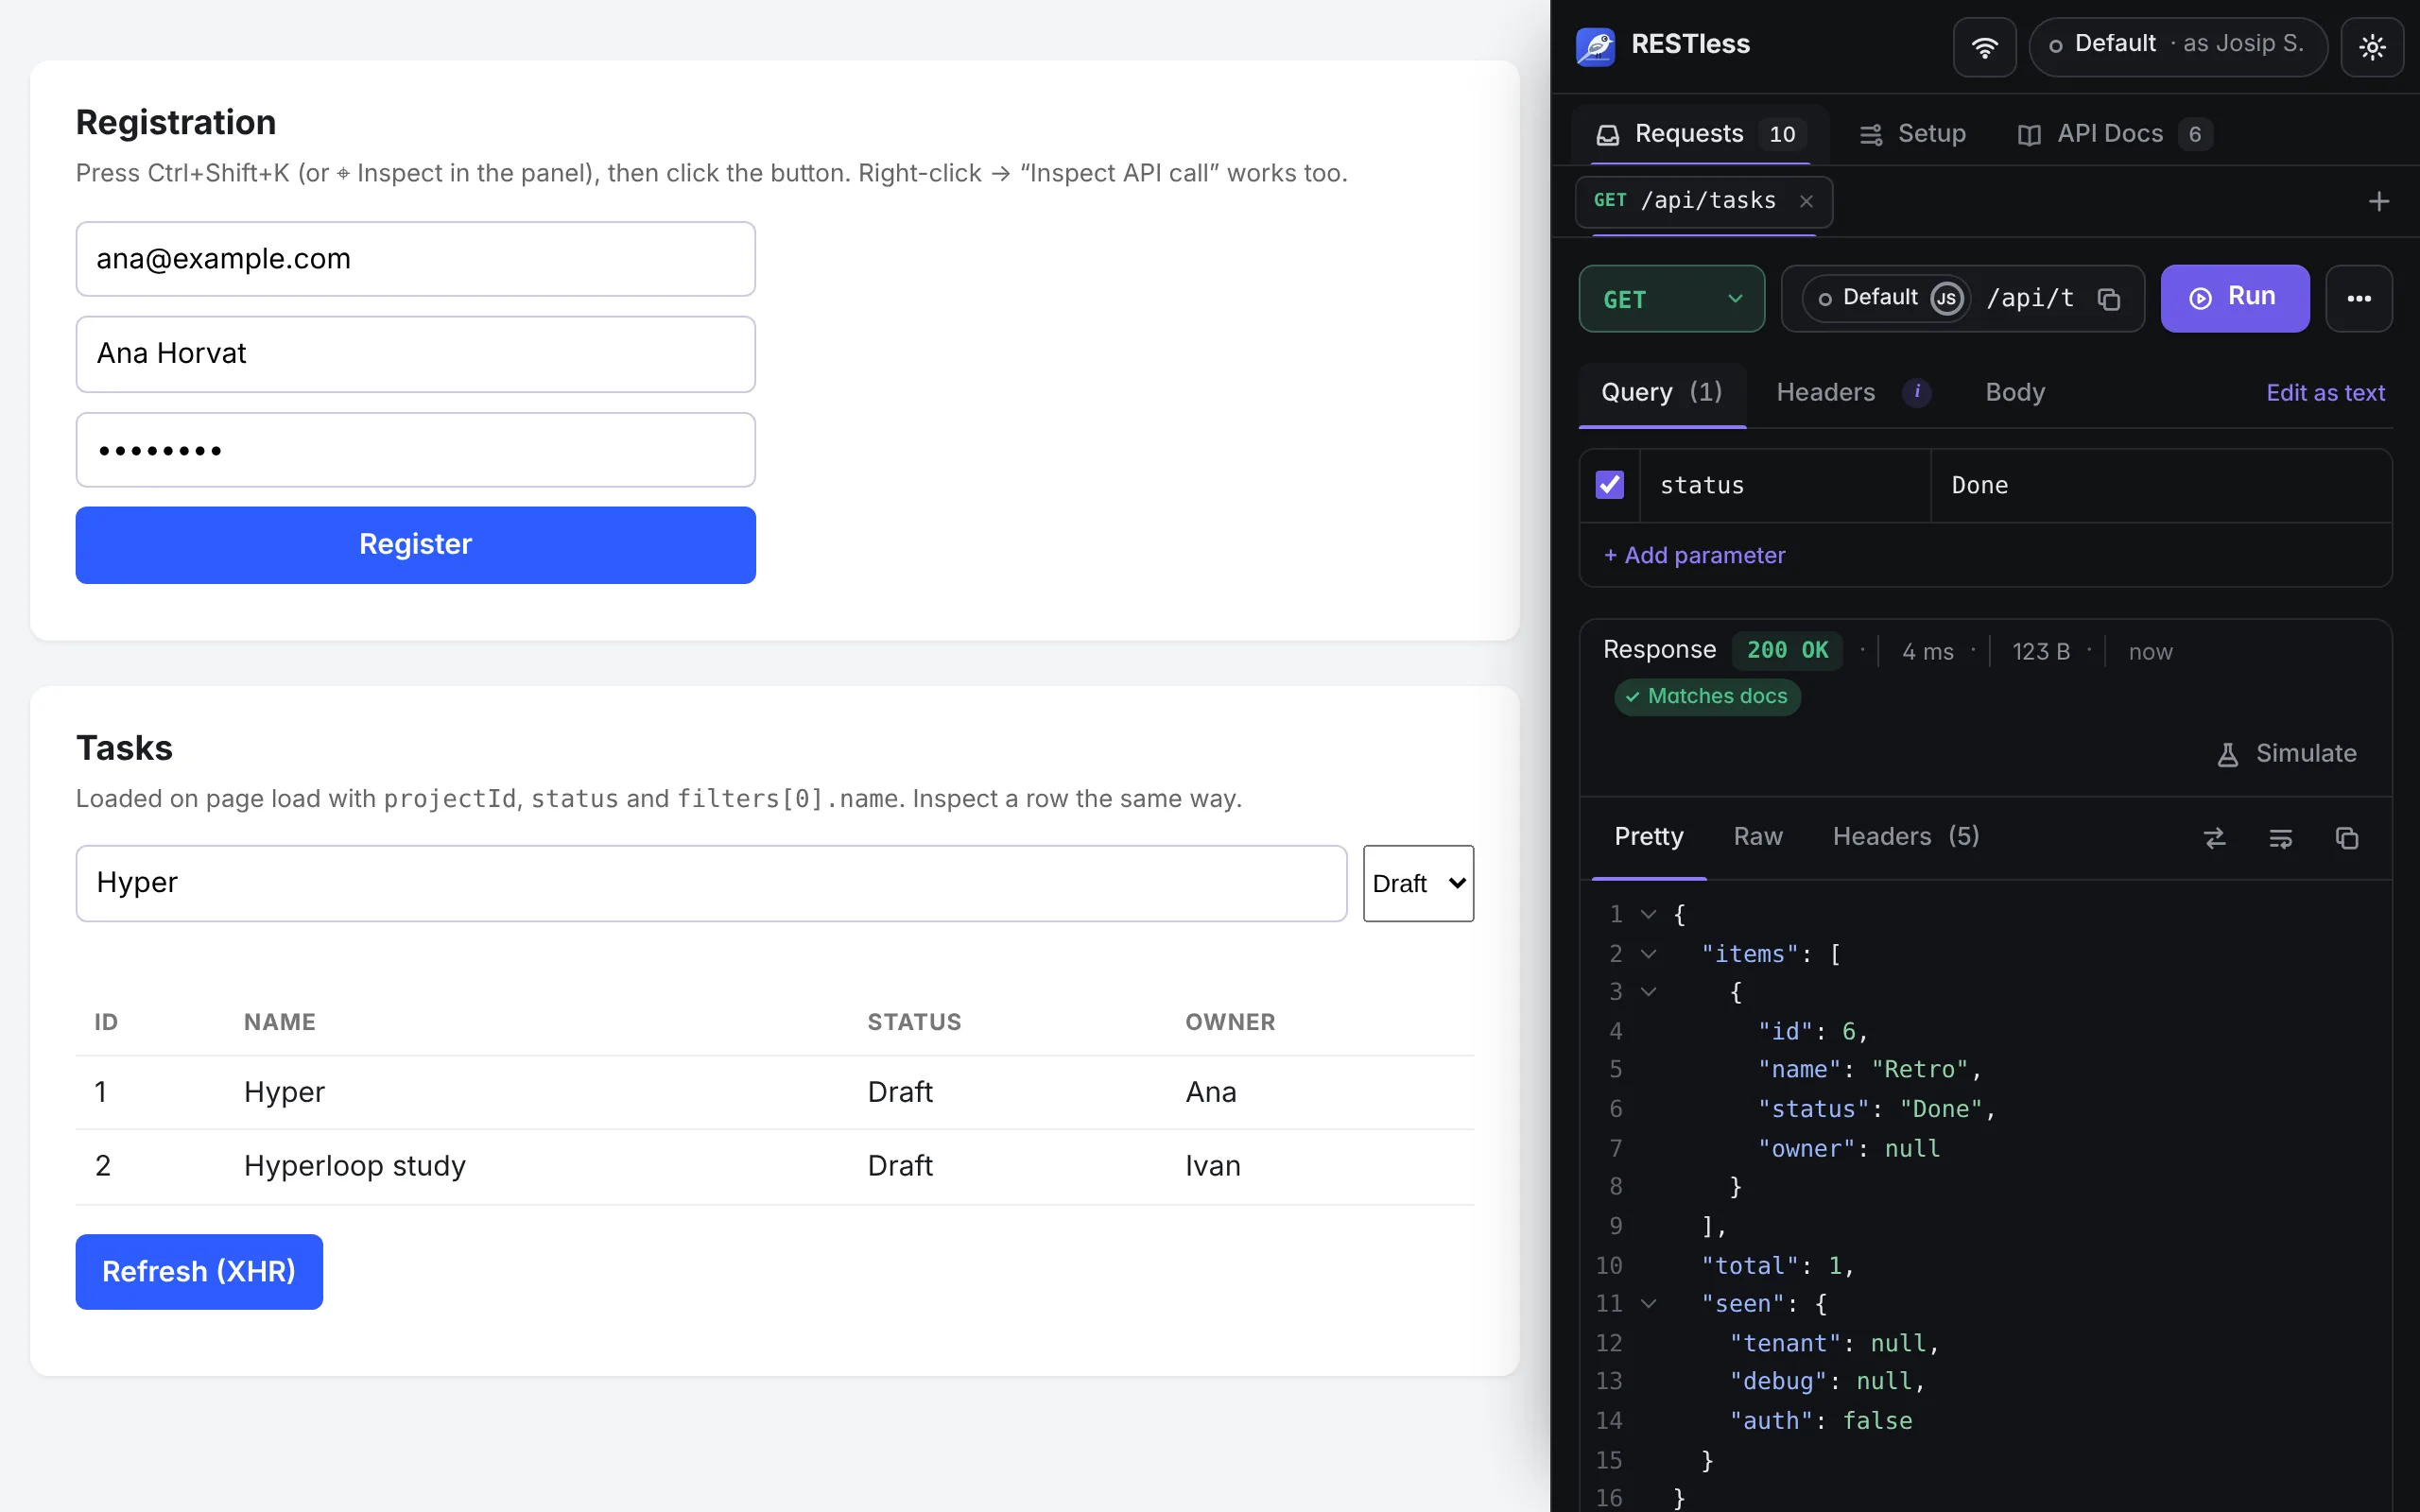 Registration
Press Ctrl+Shift+K (or ⌖ Inspect in the panel), then click the button. Right-click → “Inspect API call” works too.
ana@example.com
Ana Horvat
••••••••
Register
Tasks
Loaded on page load with projectId, status and filters[0].name. Inspect a row the same way.
Hyper
Draft
ID NAME STATUS OWNER
1 Hyper Draft Ana
2 Hyperloop study Draft Ivan
Refresh (XHR)
RESTless
Default · as Josip S.
Requests 10 Setup API Docs 6
GET /api/tasks ×
+
GET Default JS /api/t Run •••
Query (1) Headers i Body Edit as text
status Done
+ Add parameter
Response 200 OK · 4 ms · 123 B · now
✓ Matches docs
Simulate
Pretty Raw Headers (5)
1 {
2 "items": [
3 {
4 "id": 6,
5 "name": "Retro",
6 "status": "Done",
7 "owner": null
8 }
9 ],
10 "total": 1,
11 "seen": {
12 "tenant": null,
13 "debug": null,
14 "auth": false
15 }
16 }